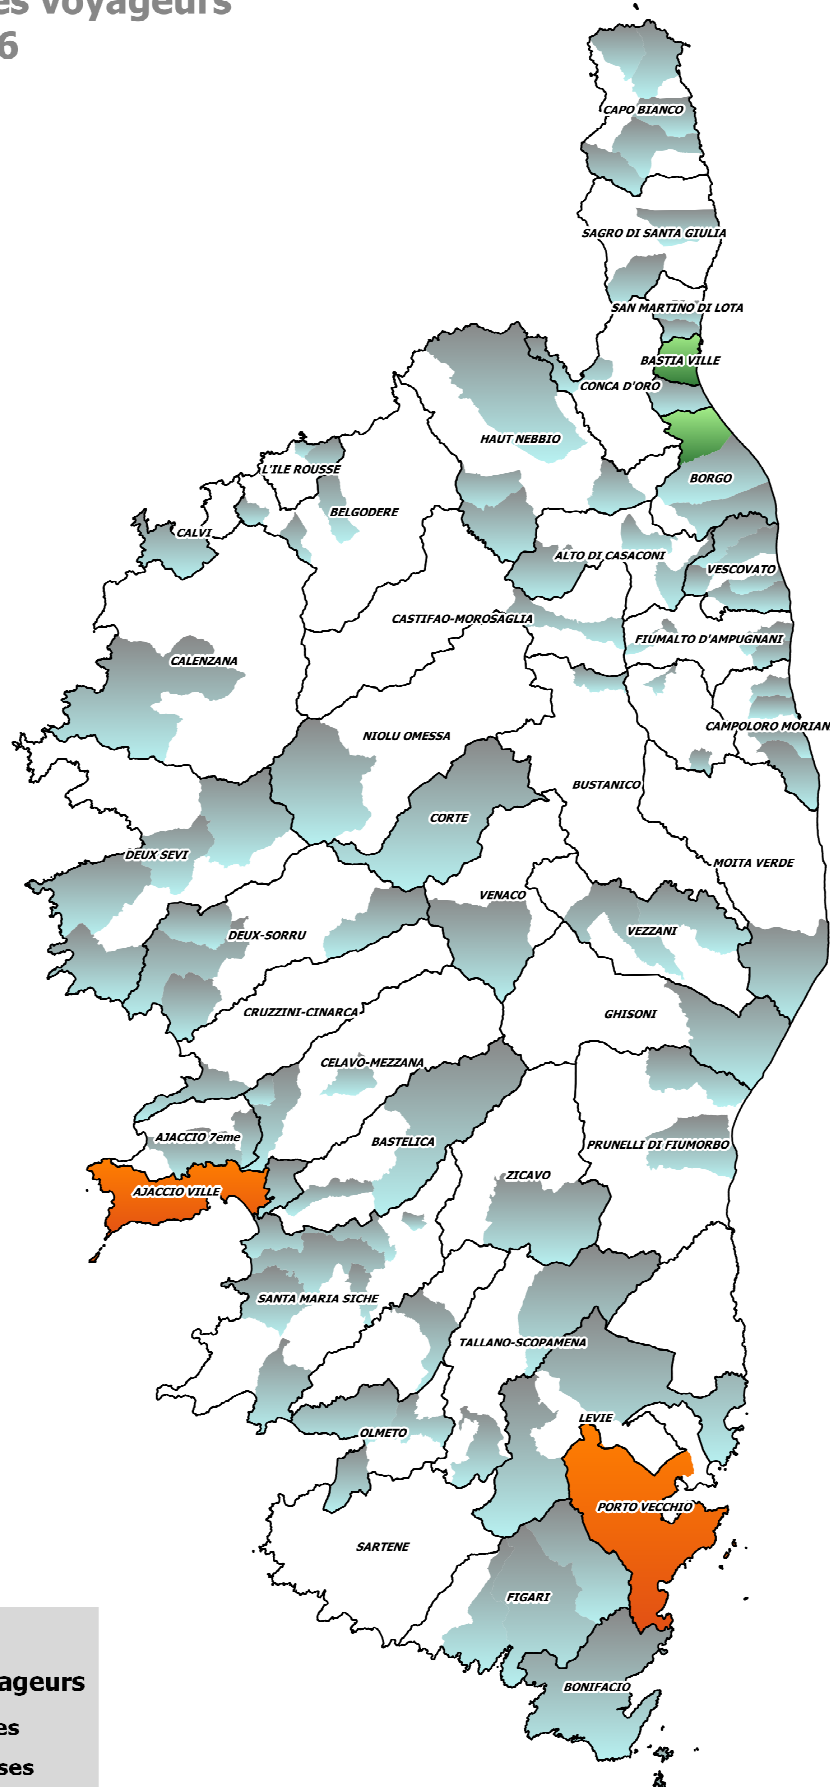 es voyageurs
6
CAPO BIANCO
SAGRO DI SANTA GIULIA
SAN MARTINO DI LOTA
BASTIA VILLE
CONCA D'ORO
HAUT NEBBIO
L'ILE ROUSSE
BORGO
BELGODERE
CALVI
ALTO DI CASACONI
VESCOVATO
CASTIFAO-MOROSAGLIA
FIUMALTO D'AMPUGNANI
CALENZANA
CAMPOLORO MORIAN
NIOLU OMESSA
BUSTANICO
CORTE
DEUX SEVI
MOITA VERDE
VENACO
DEUX-SORRU
VEZZANI
CRUZZINI-CINARCA
GHISONI
CELAVO-MEZZANA
AJACCIO 7eme
BASTELICA
PRUNELLI DI FIUMORBO
ZICAVO
AJACCIO VILLE
SANTA MARIA SICHE
TALLANO-SCOPAMENA
LEVIE
OLMETO
PORTO VECCHIO
SARTENE
FIGARI
BONIFACIO
ageurs
es
ses